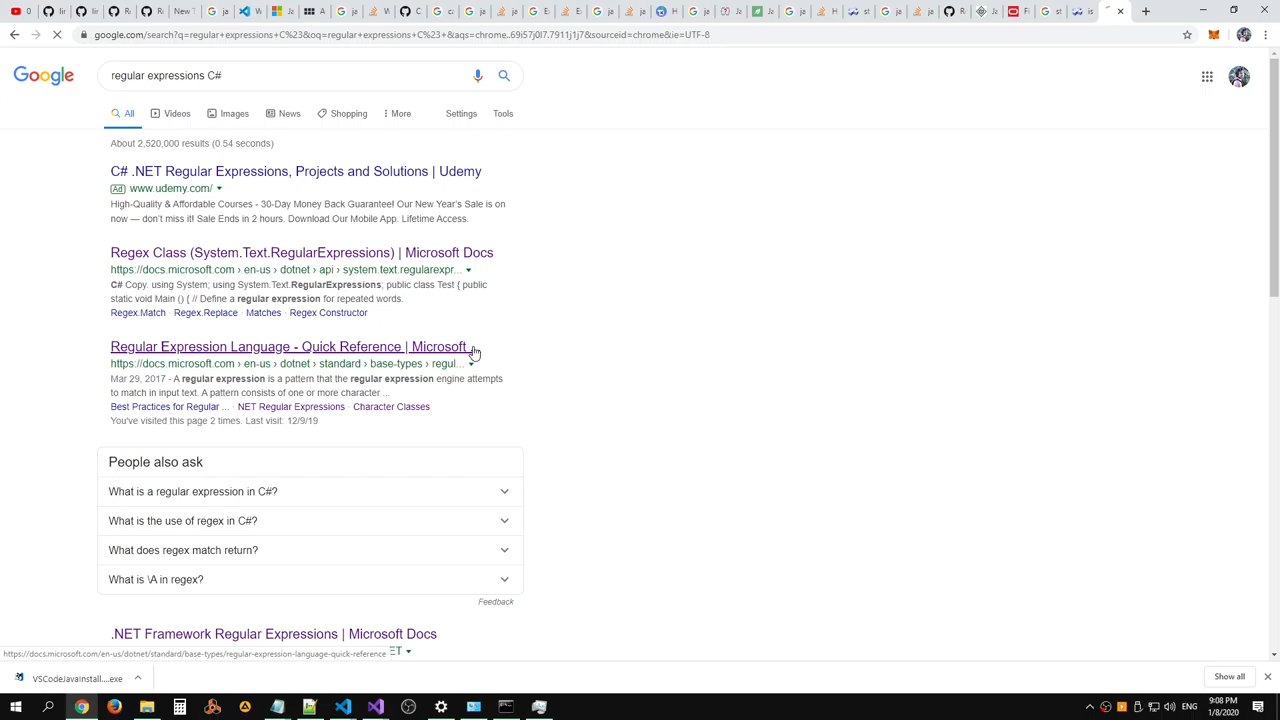 google.com/search?q=regular+expressions+C%23&oq=regular+expressions+C%23+&aqs=chrome..69i57j0l7.7911j1j7&sourceid=chrome&ie=UTF-8
Google
regular expressions C#
All
Videos
Images
News
Shopping
More
Settings
Tools
About 2,520,000 results (0.54 seconds)
C# .NET Regular Expressions, Projects and Solutions | Udemy
Ad www.udemy.com/
High-Quality & Affordable Courses - 30-Day Money Back Guarantee! Our New Year's Sale is on
now — don't miss it! Sale Ends in 2 hours. Download Our Mobile App. Lifetime Access.
Regex Class (System.Text.RegularExpressions) | Microsoft Docs
https://docs.microsoft.com › en-us › dotnet › api › system.text.regularexpr...
C# Copy. using System; using System.Text.RegularExpressions; public class Test { public
static void Main () { // Define a regular expression for repeated words.
Regex.Match · Regex.Replace · Matches · Regex Constructor
Regular Expression Language - Quick Reference | Microsoft ...
https://docs.microsoft.com › en-us › dotnet › standard › base-types › regul...
Mar 29, 2017 - A regular expression is a pattern that the regular expression engine attempts
to match in input text. A pattern consists of one or more character ...
Best Practices for Regular ... · NET Regular Expressions · Character Classes
You've visited this page 2 times. Last visit: 12/9/19
People also ask
What is a regular expression in C#?
What is the use of regex in C#?
What does regex match return?
What is \A in regex?
Feedback
.NET Framework Regular Expressions | Microsoft Docs
https://docs.microsoft.com/en-us/dotnet/standard/base-types/regular-expression-language-quick-reference
VSCodeJavaInstall....exe
Show all
ENG
9:08 PM
1/8/2020